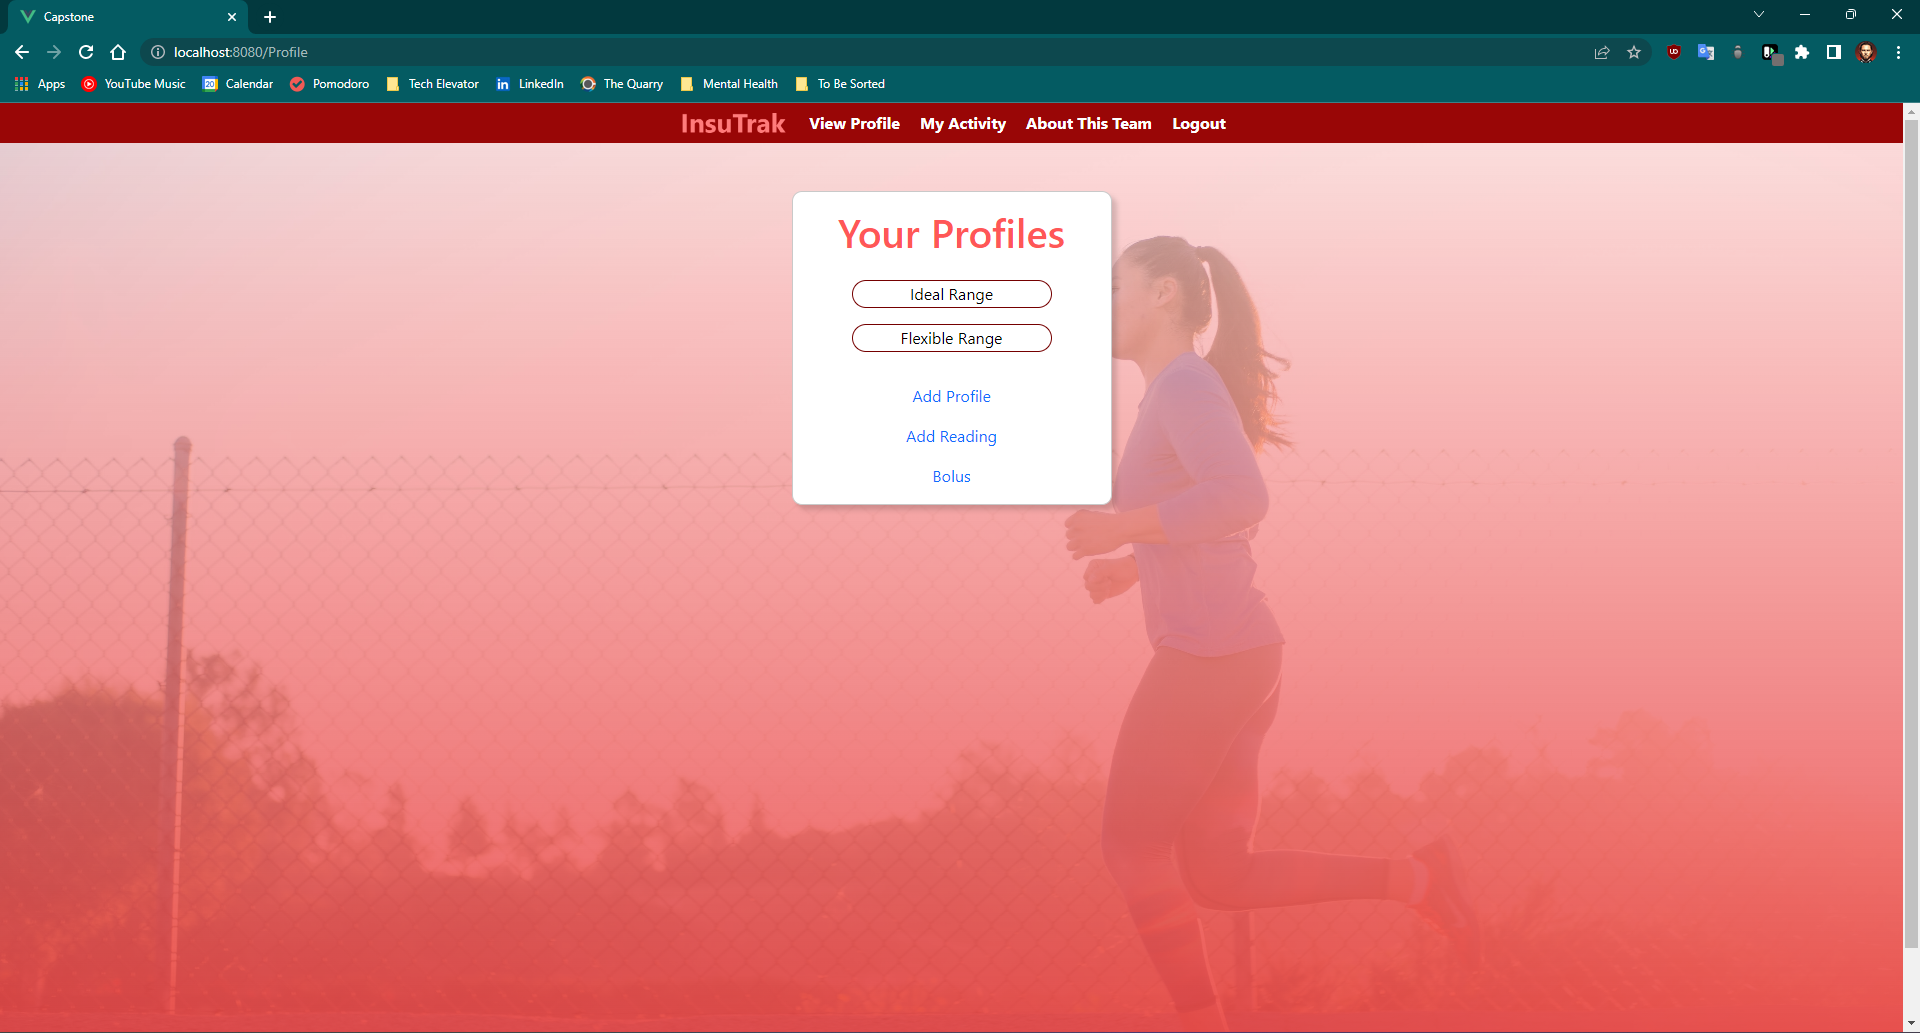 Capstone
localhost:8080/Profile
Apps YouTube Music 20 Calendar Pomodoro Tech Elevator in LinkedIn The Quarry Mental Health To Be Sorted
InsuTrak View Profile My Activity About This Team Logout
Your Profiles
Ideal Range
Flexible Range
Add Profile
Add Reading
Bolus